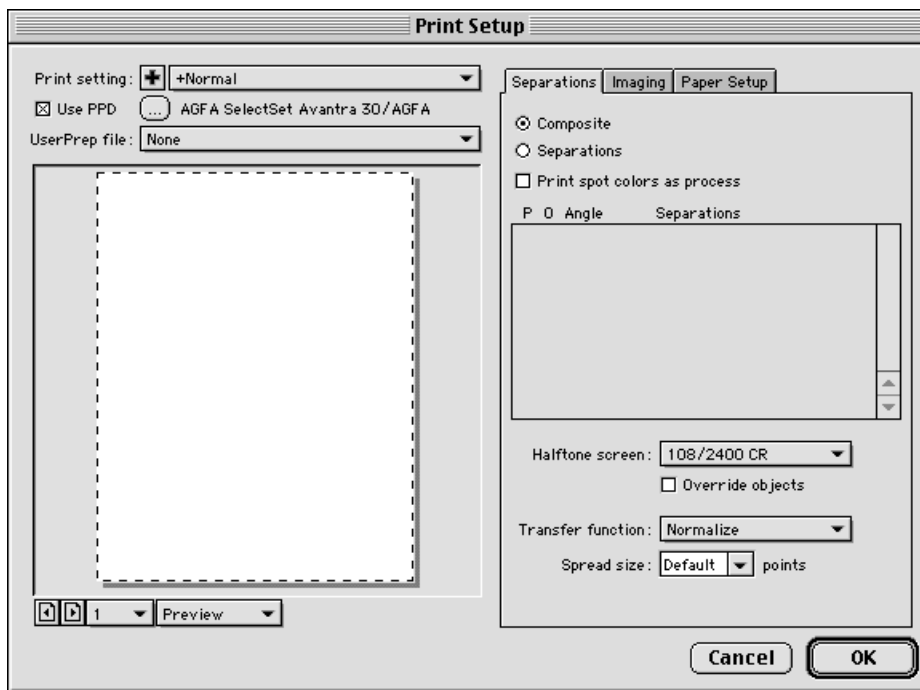 Print Setup
Print setting: +Normal
Use PPD (...) AGFA SelectSet Avantra 30/AGFA
UserPrep file: None
1 Preview
Separations Imaging Paper Setup
Composite
Separations
Print spot colors as process
P O Angle Separations
Halftone screen: 108/2400 CR
Override objects
Transfer function: Normalize
Spread size: Default points
Cancel OK